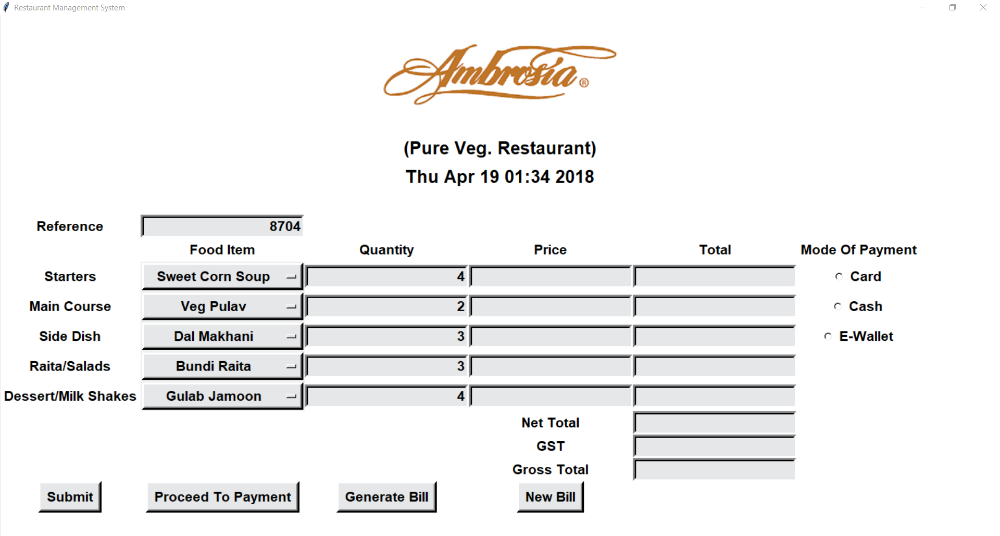 Restaurant Management System
Ambrosia®
(Pure Veg. Restaurant)
Thu Apr 19 01:34 2018
Reference 8704
Food Item Quantity Price Total Mode Of Payment
Starters Sweet Corn Soup 4 Card
Main Course Veg Pulav 2 Cash
Side Dish Dal Makhani 3 E-Wallet
Raita/Salads Bundi Raita 3
Dessert/Milk Shakes Gulab Jamoon 4
Net Total
GST
Gross Total
Submit Proceed To Payment Generate Bill New Bill